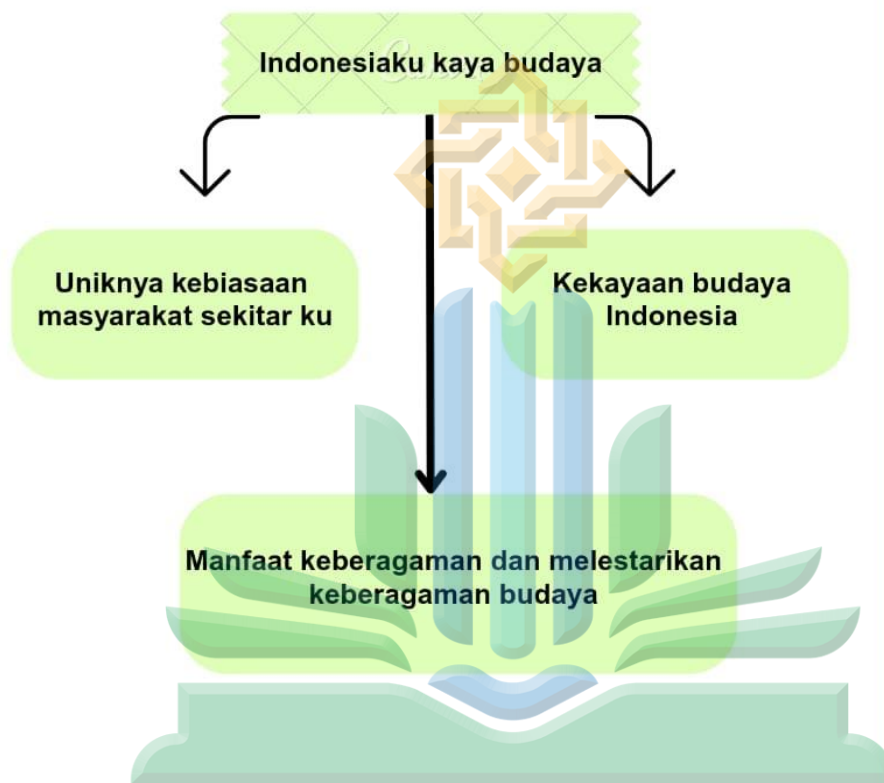 Indonesiaku kaya budaya
Uniknya kebiasaan
masyarakat sekitar ku
Kekayaan budaya
Indonesia
Manfaat keberagaman dan melestarikan
keberagaman budaya